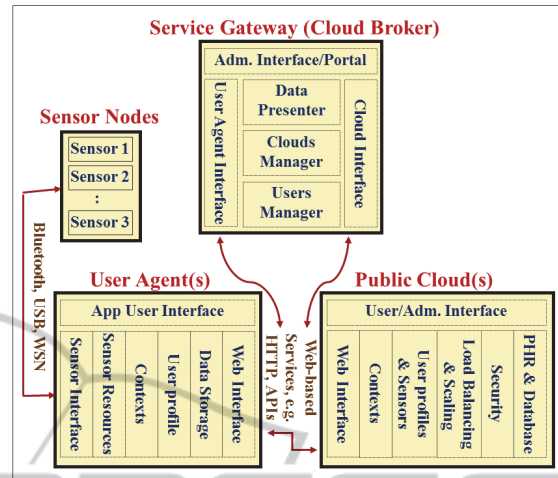 Service Gateway (Cloud Broker)
Adm. Interface/Portal
User Agent Interface
Data
Presenter
Clouds
Manager
Users
Manager
Cloud Interface
Sensor Nodes
Sensor 1
Sensor 2
:
Sensor 3
Bluetooth, USB,WSN
User Agent(s)
App User Interface
Sensor Interface
Sensor Resources
Contexts
User profile
Data Storage
Web Interface
Web-based
Services, e.g.
HTTP, APIs
Public Cloud(s)
User/Adm. Interface
Web Interface
Contexts
User profiles
& Sensors
Load Balancing
& Scaling
Security
PHR & Database